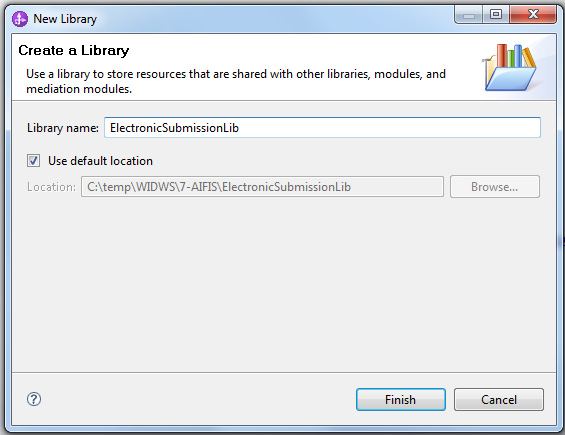 New Library
Create a Library
Use a library to store resources that are shared with other libraries, modules, and
mediation modules.
Library name: ElectronicSubmissionLib
Use default location
Location: C:\temp\WIDWS\7-AIFIS\ElectronicSubmissionLib Browse...
? Finish Cancel